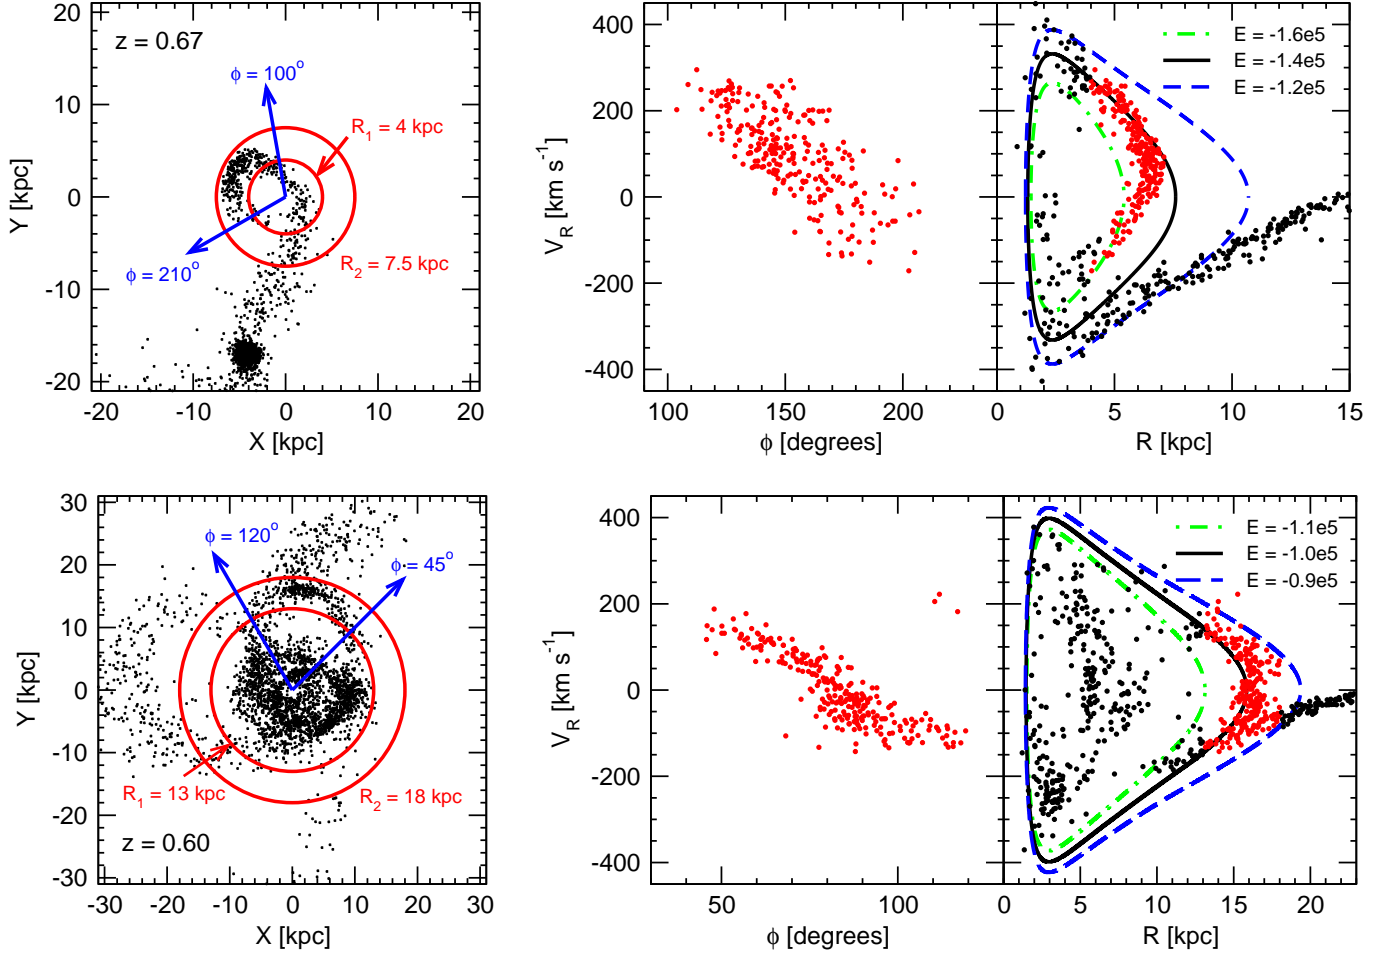 20
10
0
-10
-20
Y [kpc]
z = 0.67
ϕ = 100°
R₁ = 4 kpc
ϕ = 210°
R₂ = 7.5 kpc
-20 -10 0 10 20
X [kpc]
400
200
0
-200
-400
V_R [km s⁻¹]
100 150 200
ϕ [degrees]
E = -1.6e5
E = -1.4e5
E = -1.2e5
0 5 10 15
R [kpc]
30
20
10
0
-10
-20
-30
Y [kpc]
ϕ = 120°
ϕ = 45°
R₁ = 13 kpc
R₂ = 18 kpc
z = 0.60
-30 -20 -10 0 10 20 30
X [kpc]
400
200
0
-200
-400
V_R [km s⁻¹]
50 100
ϕ [degrees]
E = -1.1e5
E = -1.0e5
E = -0.9e5
0 5 10 15 20
R [kpc]